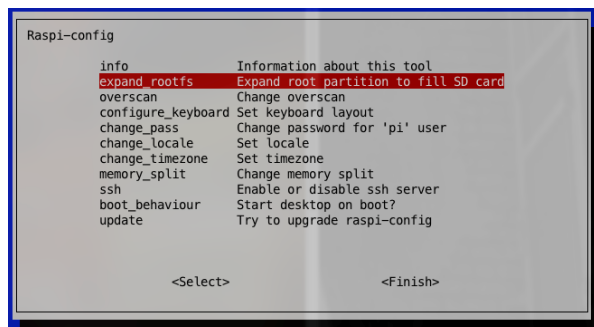 Raspi-config
info Information about this tool
expand_rootfs Expand root partition to fill SD card
overscan Change overscan
configure_keyboard Set keyboard layout
change_pass Change password for 'pi' user
change_locale Set locale
change_timezone Set timezone
memory_split Change memory split
ssh Enable or disable ssh server
boot_behaviour Start desktop on boot?
update Try to upgrade raspi-config
<Select> <Finish>